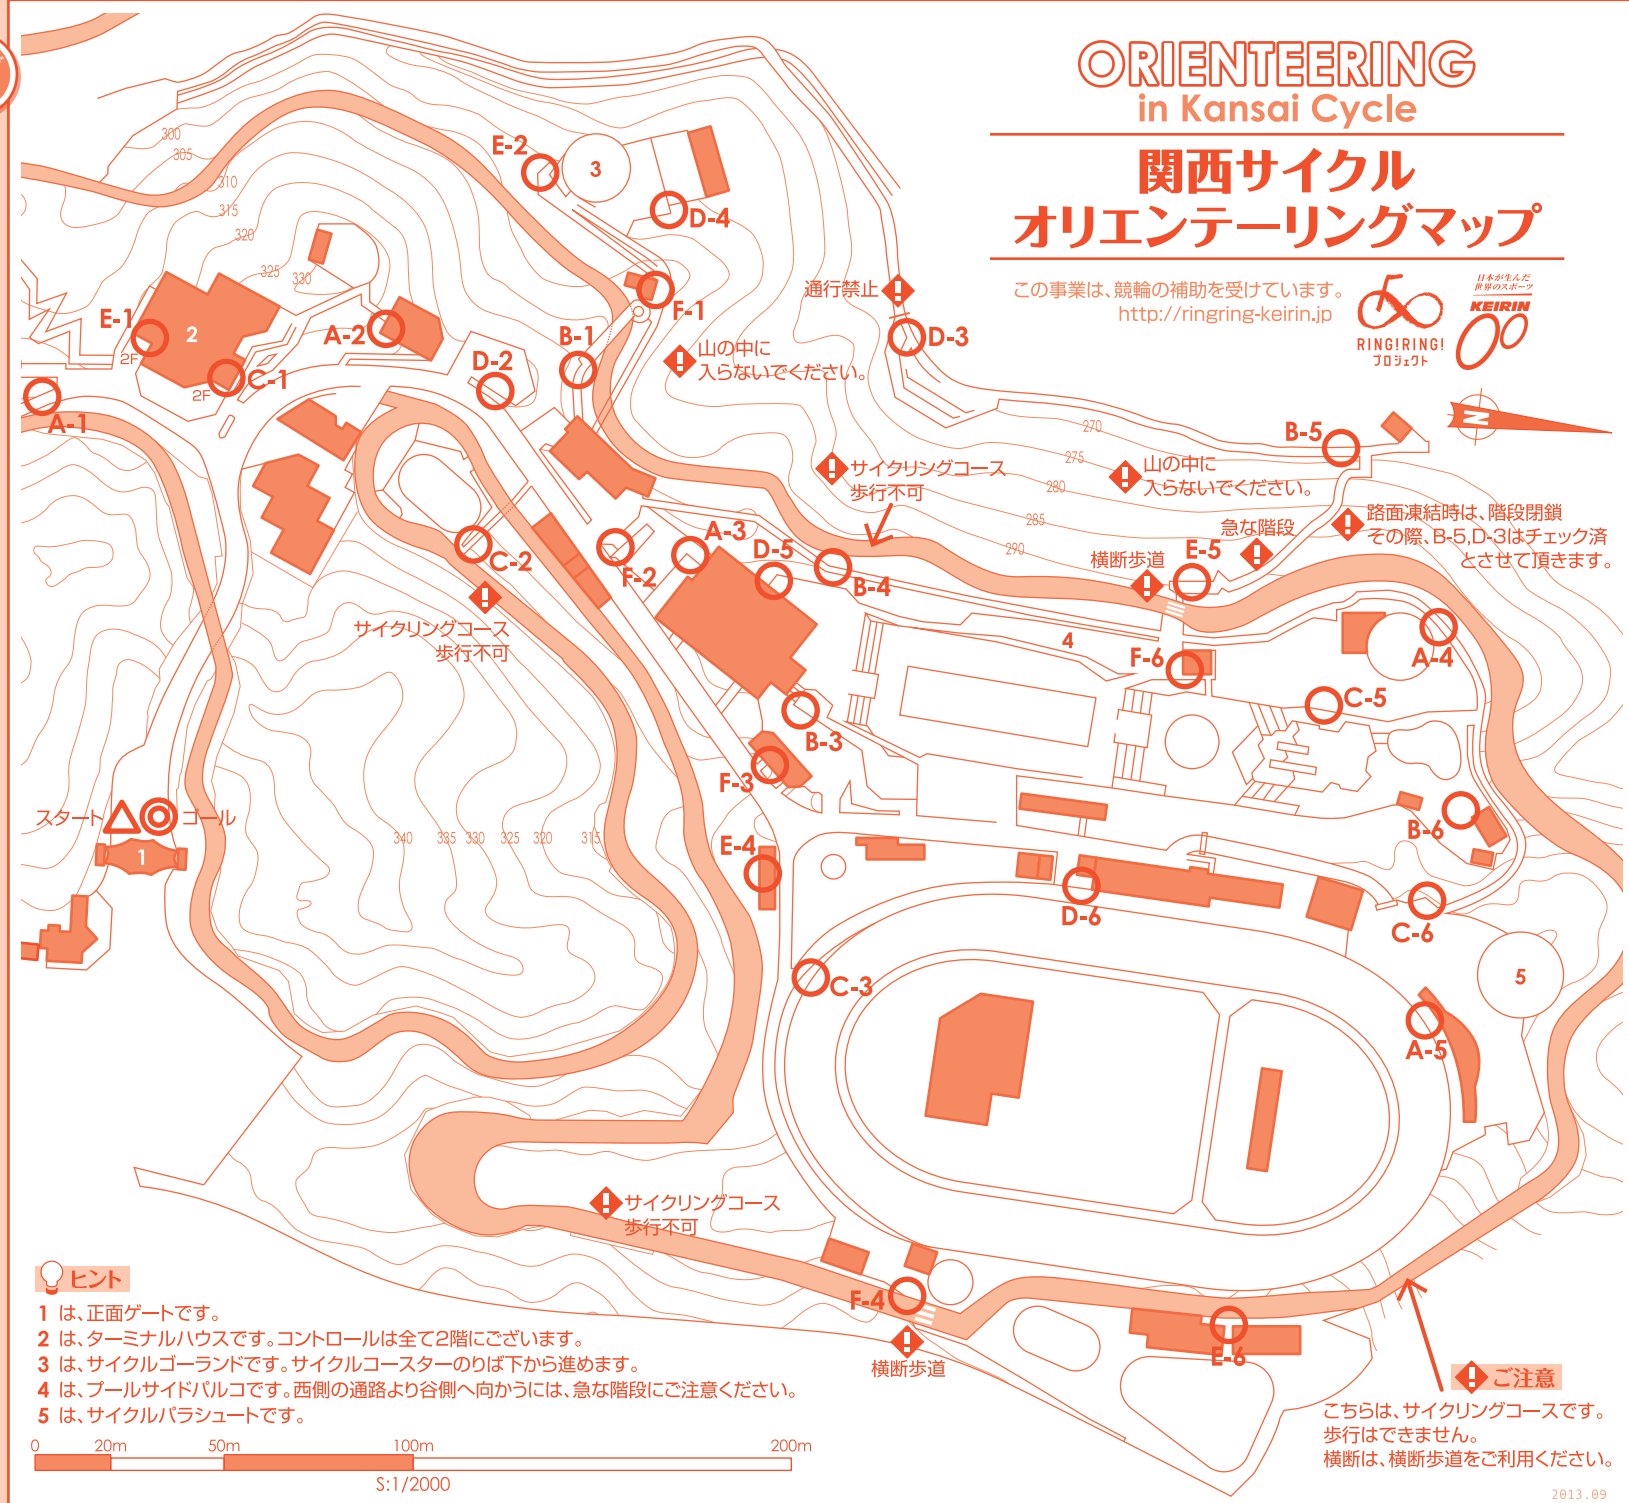 ORIENTEERING
in Kansai Cycle
関西サイクル
オリエンテーリングマップ
この事業は、競輪の補助を受けています。
http://ringring-keirin.jp
RING!RING!
プロジェクト
日本が生んだ
世界のスポーツ
KEIRIN
N
300
305
310
315
320
325
330
E-2
3
D-4
E-1
2
2F
A-2
C-1
2F
A-1
D-2
B-1
F-1
山の中に
入らないでください。
通行禁止
D-3
B-5
270
275
280
285
290
山の中に
入らないでください。
サイクリングコース
歩行不可
急な階段
路面凍結時は、階段閉鎖
その際、B-5,D-3はチェック済
とさせて頂きます。
横断歩道
E-5
C-2
F-2
A-3
D-5
B-4
サイクリングコース
歩行不可
4
F-6
A-4
C-5
B-3
F-3
スタート
ゴール
1
340
335
330
325
320
315
E-4
B-6
D-6
C-6
C-3
5
A-5
サイクリングコース
歩行不可
F-4
横断歩道
E-6
ヒント
1 は、正面ゲートです。
2 は、ターミナルハウスです。コントロールは全て2階にございます。
3 は、サイクルゴーランドです。サイクルコースターのりば下から進めます。
4 は、プールサイドパルコです。西側の通路より谷側へ向かうには、急な階段にご注意ください。
5 は、サイクルパラシュートです。
0 20m 50m 100m 200m
S:1/2000
ご注意
こちらは、サイクリングコースです。
歩行はできません。
横断は、横断歩道をご利用ください。
2013.09